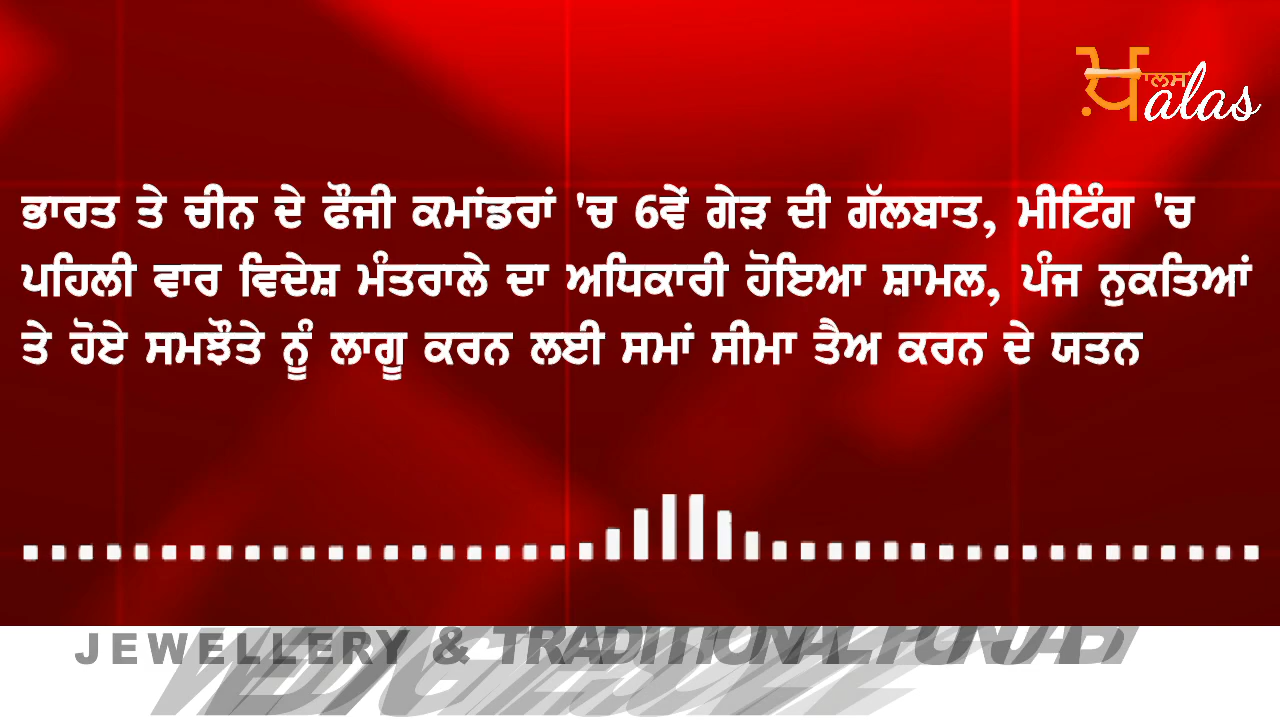 ਖ਼ਾਲਸ alas
ਭਾਰਤ ਤੇ ਚੀਨ ਦੇ ਫੌਜੀ ਕਮਾਂਡਰਾਂ 'ਚ 6ਵੇਂ ਗੇੜ ਦੀ ਗੱਲਬਾਤ, ਮੀਟਿੰਗ 'ਚ
ਪਹਿਲੀ ਵਾਰ ਵਿਦੇਸ਼ ਮੰਤਰਾਲੇ ਦਾ ਅਧਿਕਾਰੀ ਹੋਇਆ ਸ਼ਾਮਲ, ਪੰਜ ਨੁਕਤਿਆਂ
ਤੇ ਹੋਏ ਸਮਝੌਤੇ ਨੂੰ ਲਾਗੂ ਕਰਨ ਲਈ ਸਮਾਂ ਸੀਮਾ ਤੈਅ ਕਰਨ ਦੇ ਯਤਨ
JEWELLERY & TRADITIONAL PUNJABI